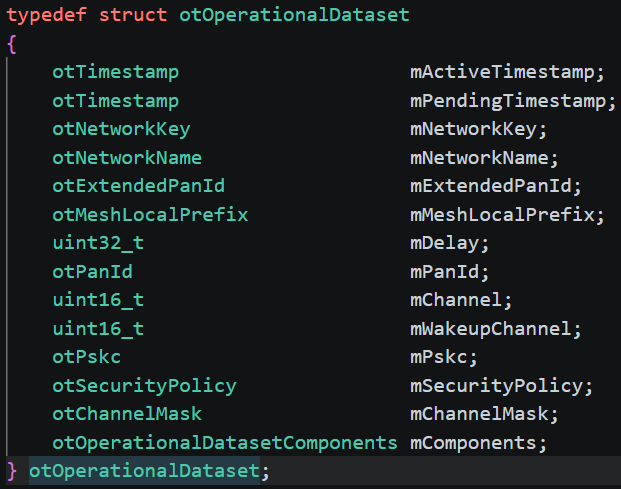 typedef struct otOperationalDataset
{
    otTimestamp                    mActiveTimestamp;
    otTimestamp                    mPendingTimestamp;
    otNetworkKey                   mNetworkKey;
    otNetworkName                  mNetworkName;
    otExtendedPanId                mExtendedPanId;
    otMeshLocalPrefix              mMeshLocalPrefix;
    uint32_t                       mDelay;
    otPanId                        mPanId;
    uint16_t                       mChannel;
    uint16_t                       mWakeupChannel;
    otPskc                         mPskc;
    otSecurityPolicy               mSecurityPolicy;
    otChannelMask                  mChannelMask;
    otOperationalDatasetComponents mComponents;
} otOperationalDataset;